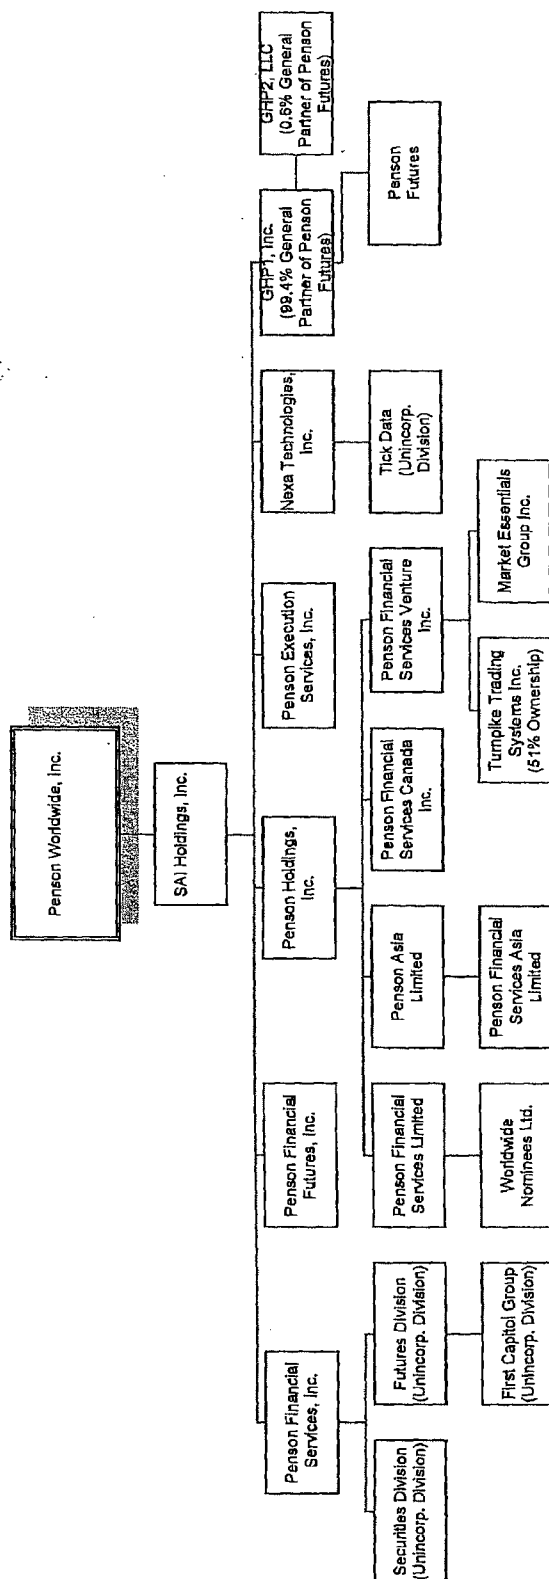 Penson Worldwide, Inc.
SAI Holdings, Inc.
Penson Financial
Services, Inc.
Penson Financial
Futures, Inc.
Penson Holdings,
Inc.
Penson Execution
Services, Inc.
Nexa Technologies,
Inc.
GHP1, Inc.
(99.4% General
Partner of Penson
Futures)
GHP2, LLC
(0.6% General
Partner of Penson
Futures)
Securities Division
(Unincorp. Division)
Futures Division
(Unincorp. Division)
Penson Financial
Services Limited
Penson Asia
Limited
Penson Financial
Services Canada
Inc.
Penson Financial
Services Venture
Inc.
Tick Data
(Unincorp.
Division)
Penson
Futures
First Capitol Group
(Unincorp. Division)
Worldwide
Nominees Ltd.
Penson Financial
Services Asia
Limited
Turnpike Trading
Systems Inc.
(51% Ownership)
Market Essentials
Group Inc.